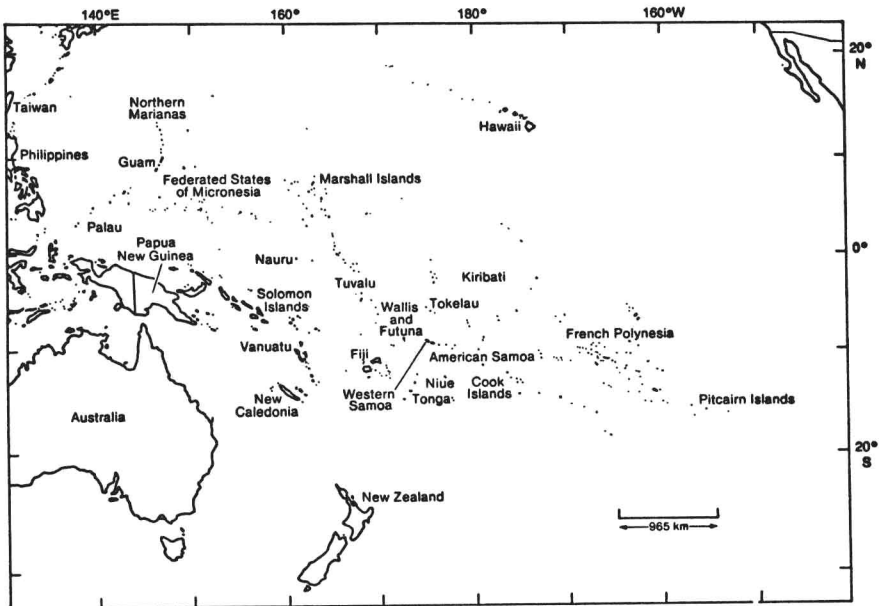 140°E 160° 180° 160°W
20°
N
Taiwan
Northern
Marianas
Hawaii
Philippines
Guam
Federated States
of Micronesia
Marshall Islands
Palau
Papua
New Guinea
0°
Nauru
Kiribati
Tuvalu
Solomon
Islands
Tokelau
Wallis
and
Futuna
French Polynesia
Vanuatu
Fiji
American Samoa
Western
Samoa
Niue
Cook
Islands
Tonga
New
Caledonia
Pitcairn Islands
Australia
20°
S
New Zealand
965 km